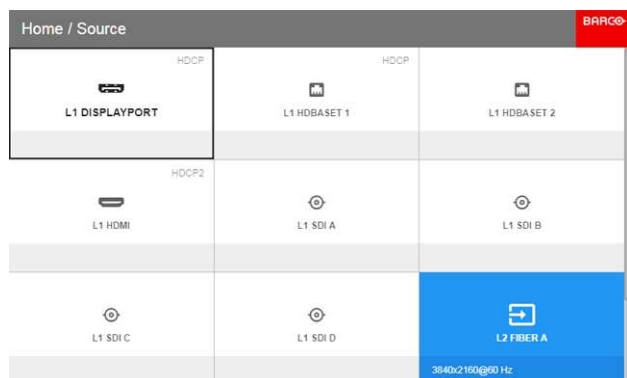 Home / Source
BARCO
HDCP
HDCP
L1 DISPLAYPORT
L1 HDBASET 1
L1 HDBASET 2
HDCP2
L1 HDMI
L1 SDI A
L1 SDI B
L1 SDI C
L1 SDI D
L2 FIBER A
3840x2160@60 Hz